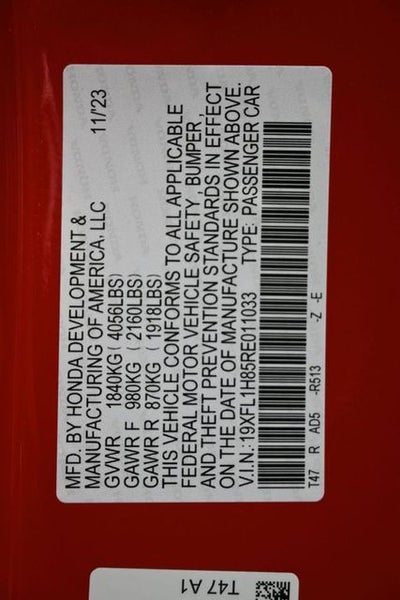 MFD. BY HONDA DEVELOPMENT &
MANUFACTURING OF AMERICA, LLC 11/'23
GVWR 1840KG ( 4056LBS)
GAWR F 980KG ( 2160LBS)
GAWR R 870KG ( 1918LBS)
THIS VEHICLE CONFORMS TO ALL APPLICABLE
FEDERAL MOTOR VEHICLE SAFETY, BUMPER,
AND THEFT PREVENTION STANDARDS IN EFFECT
ON THE DATE OF MANUFACTURE SHOWN ABOVE.
V.I.N.:19XFL1H85RE011033 TYPE: PASSENGER CAR
T47 R AD5 -R513 -Z -E
T47 A1